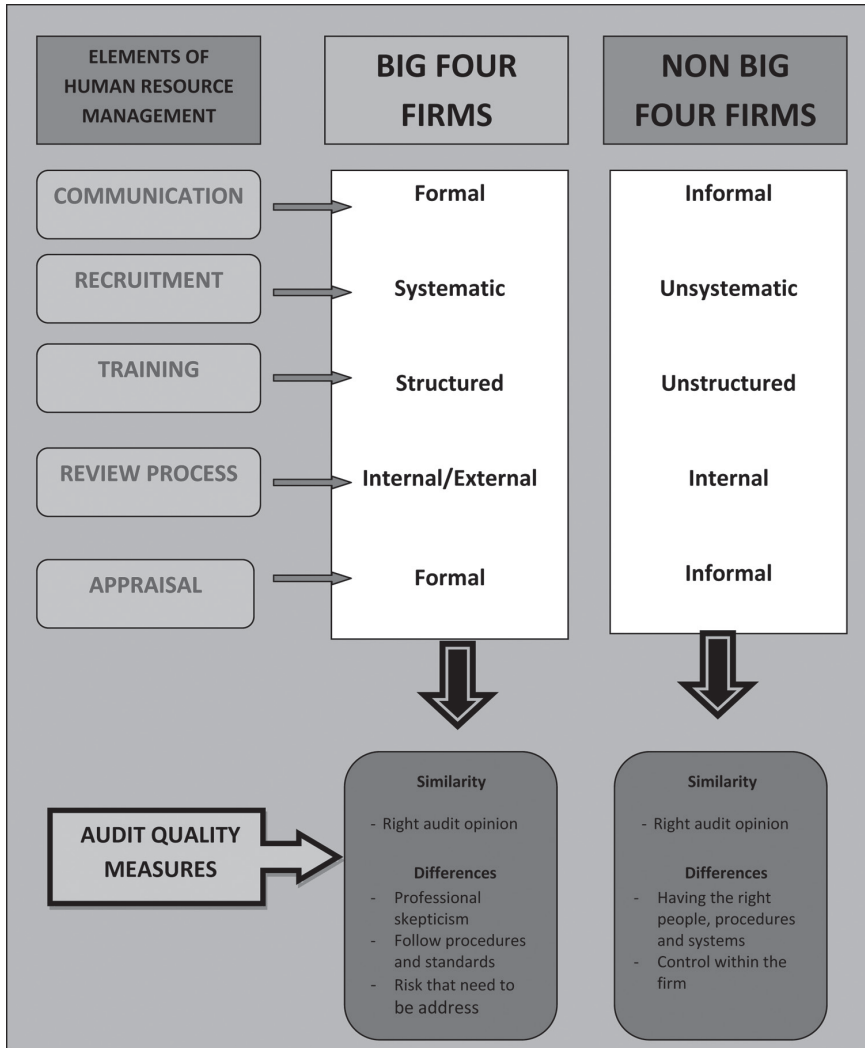 ELEMENTS OF
HUMAN RESOURCE
MANAGEMENT
BIG FOUR
FIRMS
NON BIG
FOUR FIRMS
COMMUNICATION
Formal
Informal
RECRUITMENT
Systematic
Unsystematic
TRAINING
Structured
Unstructured
REVIEW PROCESS
Internal/External
Internal
APPRAISAL
Formal
Informal
AUDIT QUALITY
MEASURES
Similarity
- Right audit opinion
Differences
- Professional
skepticism
- Follow procedures
and standards
- Risk that need to
be address
Similarity
- Right audit opinion
Differences
- Having the right
people, procedures
and systems
- Control within the
firm